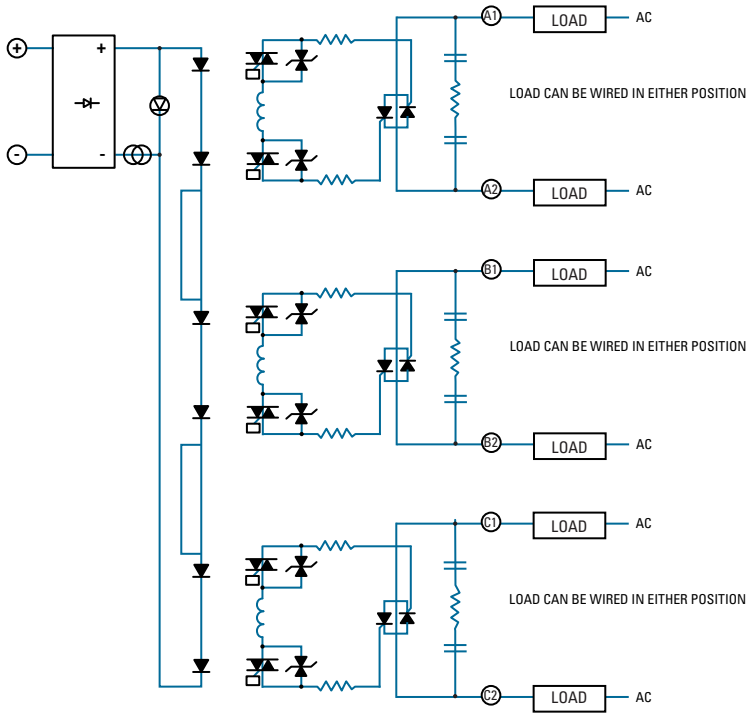 A1 LOAD AC
+ +
LOAD CAN BE WIRED IN EITHER POSITION
- -
A2 LOAD AC
B1 LOAD AC
LOAD CAN BE WIRED IN EITHER POSITION
B2 LOAD AC
C1 LOAD AC
LOAD CAN BE WIRED IN EITHER POSITION
C2 LOAD AC